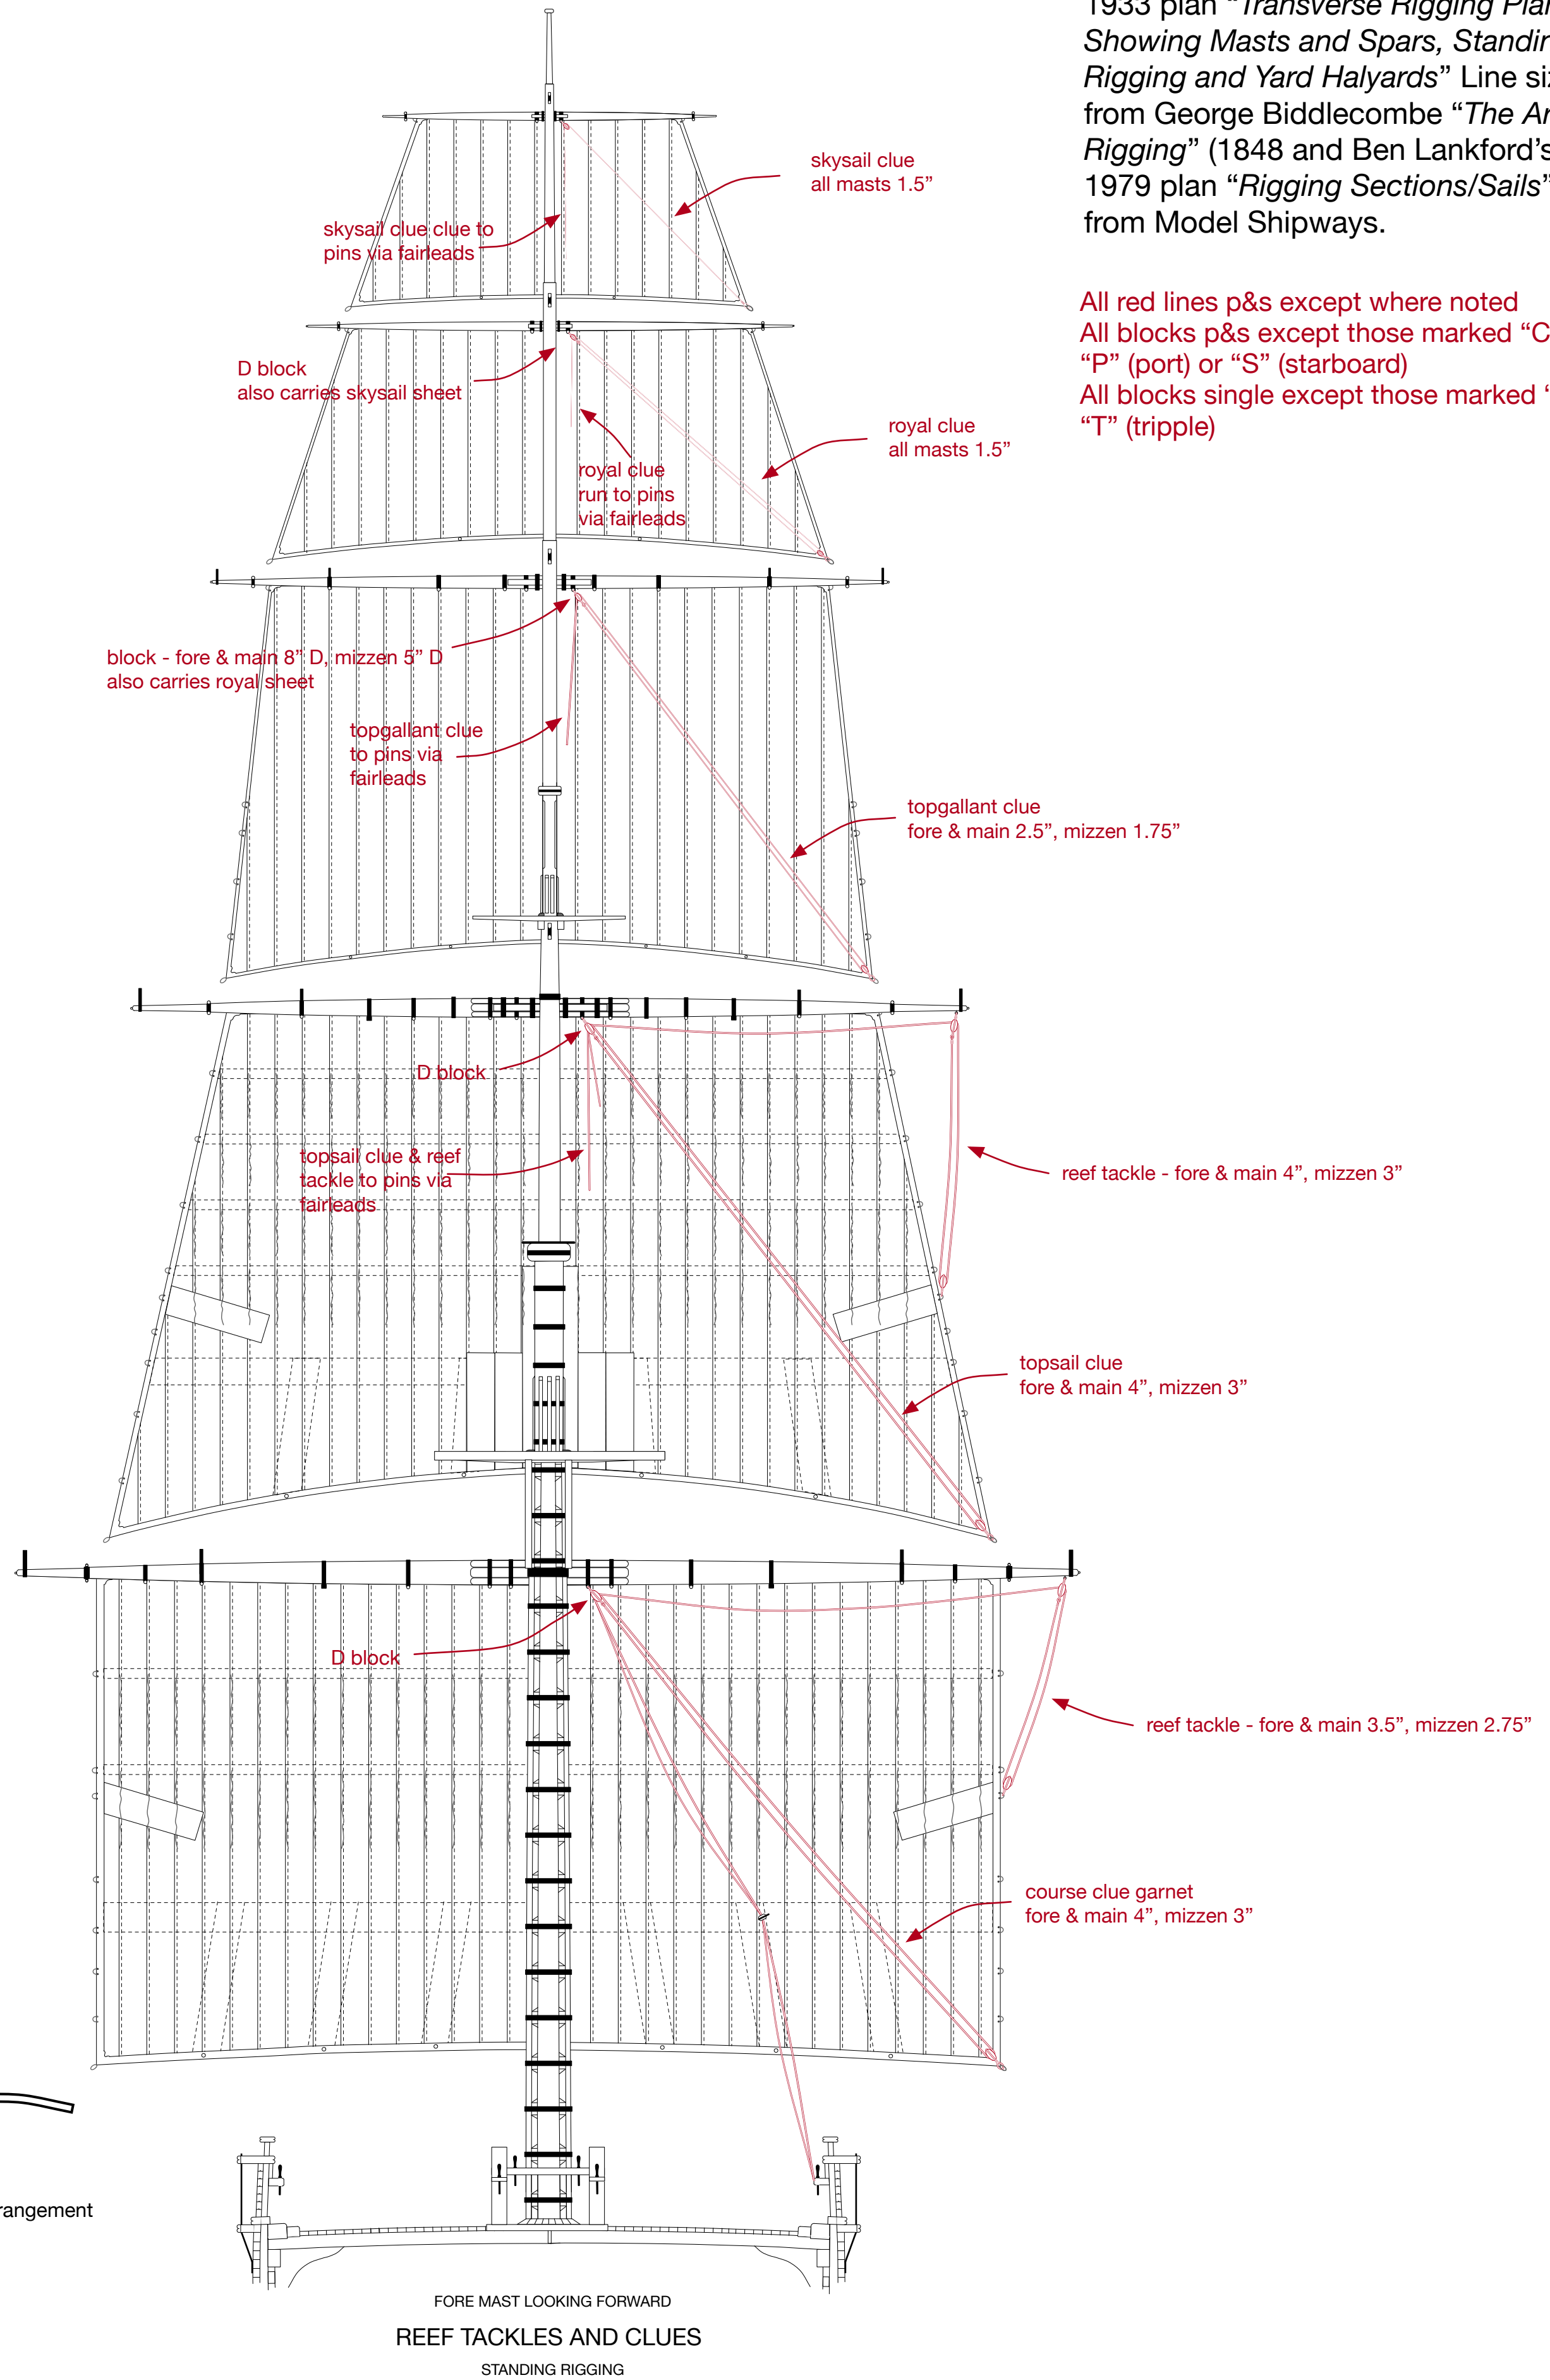 1933 plan “Transverse Rigging Plan
Showing Masts and Spars, Standin
Rigging and Yard Halyards” Line siz
from George Biddlecombe “The Ar
Rigging” (1848 and Ben Lankford’s
1979 plan “Rigging Sections/Sails”
from Model Shipways.
All red lines p&s except where noted
All blocks p&s except those marked “C
“P” (port) or “S” (starboard)
All blocks single except those marked “
“T” (tripple)
skysail clue
all masts 1.5”
skysail clue clue to
pins via fairleads
D block
also carries skysail sheet
royal clue
all masts 1.5”
royal clue
run to pins
via fairleads
block - fore & main 8” D, mizzen 5” D
also carries royal sheet
topgallant clue
to pins via
fairleads
topgallant clue
fore & main 2.5”, mizzen 1.75”
D block
topsail clue & reef
tackle to pins via
fairleads
reef tackle - fore & main 4”, mizzen 3”
topsail clue
fore & main 4”, mizzen 3”
D block
reef tackle - fore & main 3.5”, mizzen 2.75”
course clue garnet
fore & main 4”, mizzen 3”
rangement
FORE MAST LOOKING FORWARD
REEF TACKLES AND CLUES
STANDING RIGGING